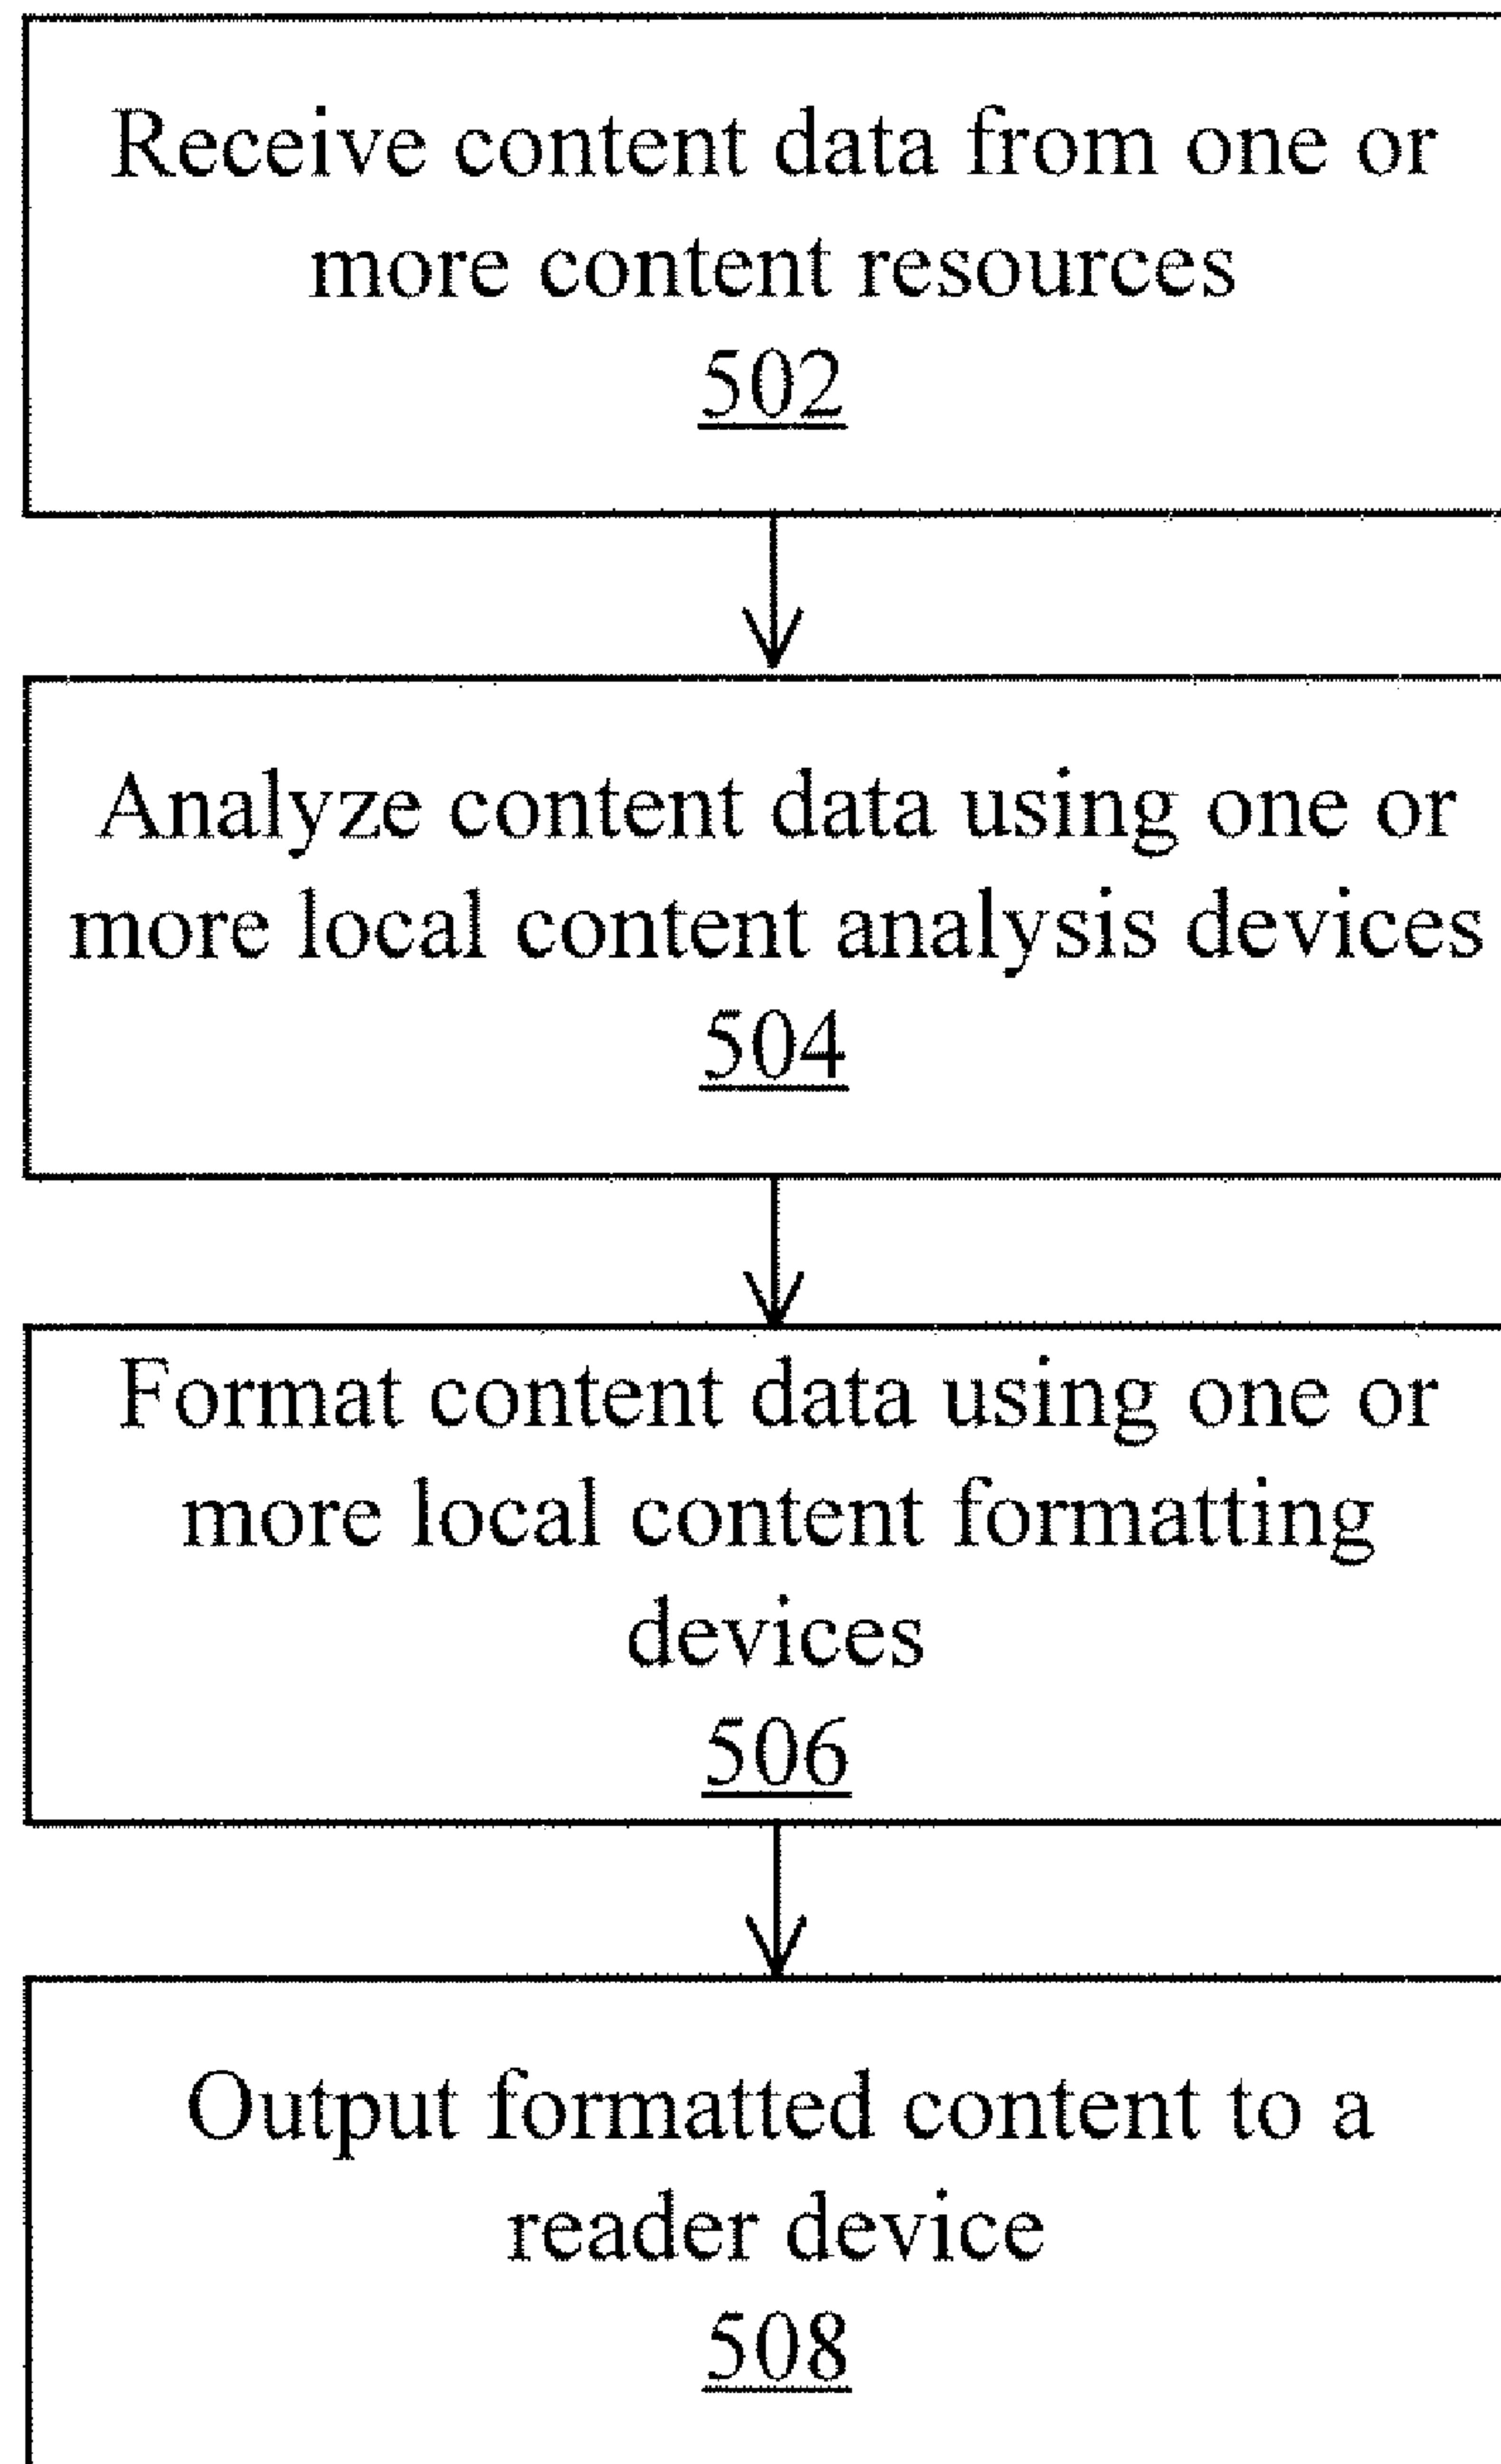 Receive content data from one or
more content resources
502
Analyze content data using one or
more local content analysis devices
504
Format content data using one or
more local content formatting
devices
506
Output formatted content to a
reader device
508